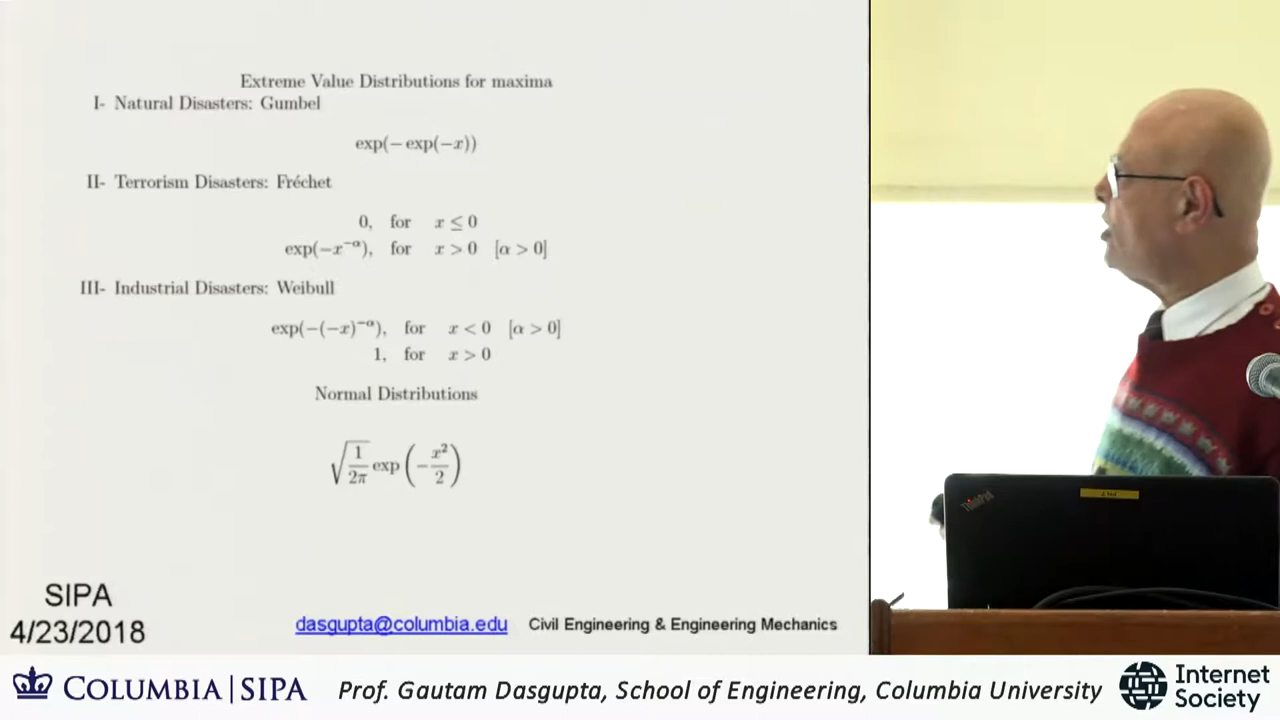 Extreme Value Distributions for maxima
I- Natural Disasters: Gumbel
exp(− exp(−x))
II- Terrorism Disasters: Fréchet
0, for x ≤ 0
exp(−x^{−α}), for x > 0 [α > 0]
III- Industrial Disasters: Weibull
exp(−(−x)^{−α}), for x < 0 [α > 0]
1, for x > 0
Normal Distributions
√(1/2π) exp(−x²/2)
SIPA
4/23/2018
dasgupta@columbia.edu Civil Engineering & Engineering Mechanics
ThinkPad
COLUMBIA | SIPA Prof. Gautam Dasgupta, School of Engineering, Columbia University Internet Society